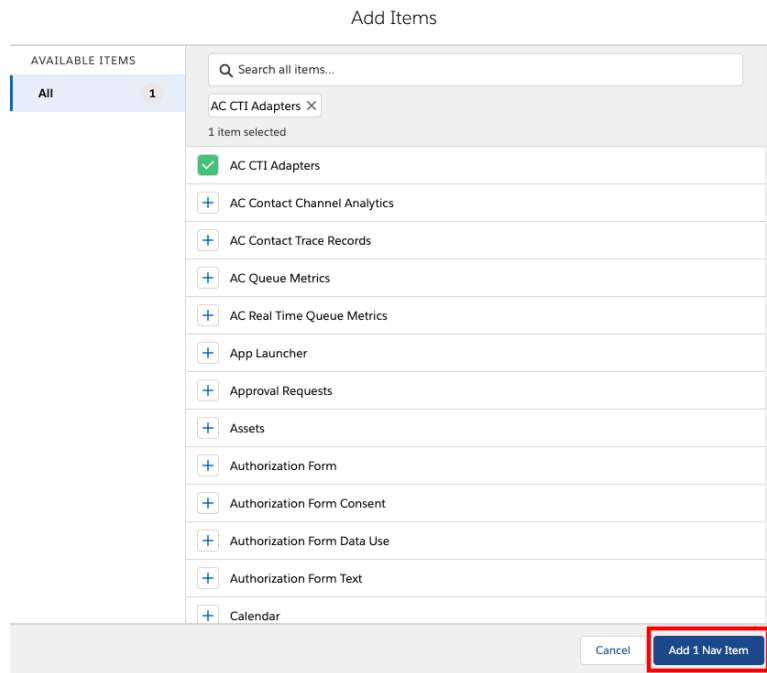 Add Items
AVAILABLE ITEMS
All 1
Search all items...
AC CTI Adapters
1 item selected
AC CTI Adapters
AC Contact Channel Analytics
AC Contact Trace Records
AC Queue Metrics
AC Real Time Queue Metrics
App Launcher
Approval Requests
Assets
Authorization Form
Authorization Form Consent
Authorization Form Data Use
Authorization Form Text
Calendar
Cancel
Add 1 Nav Item